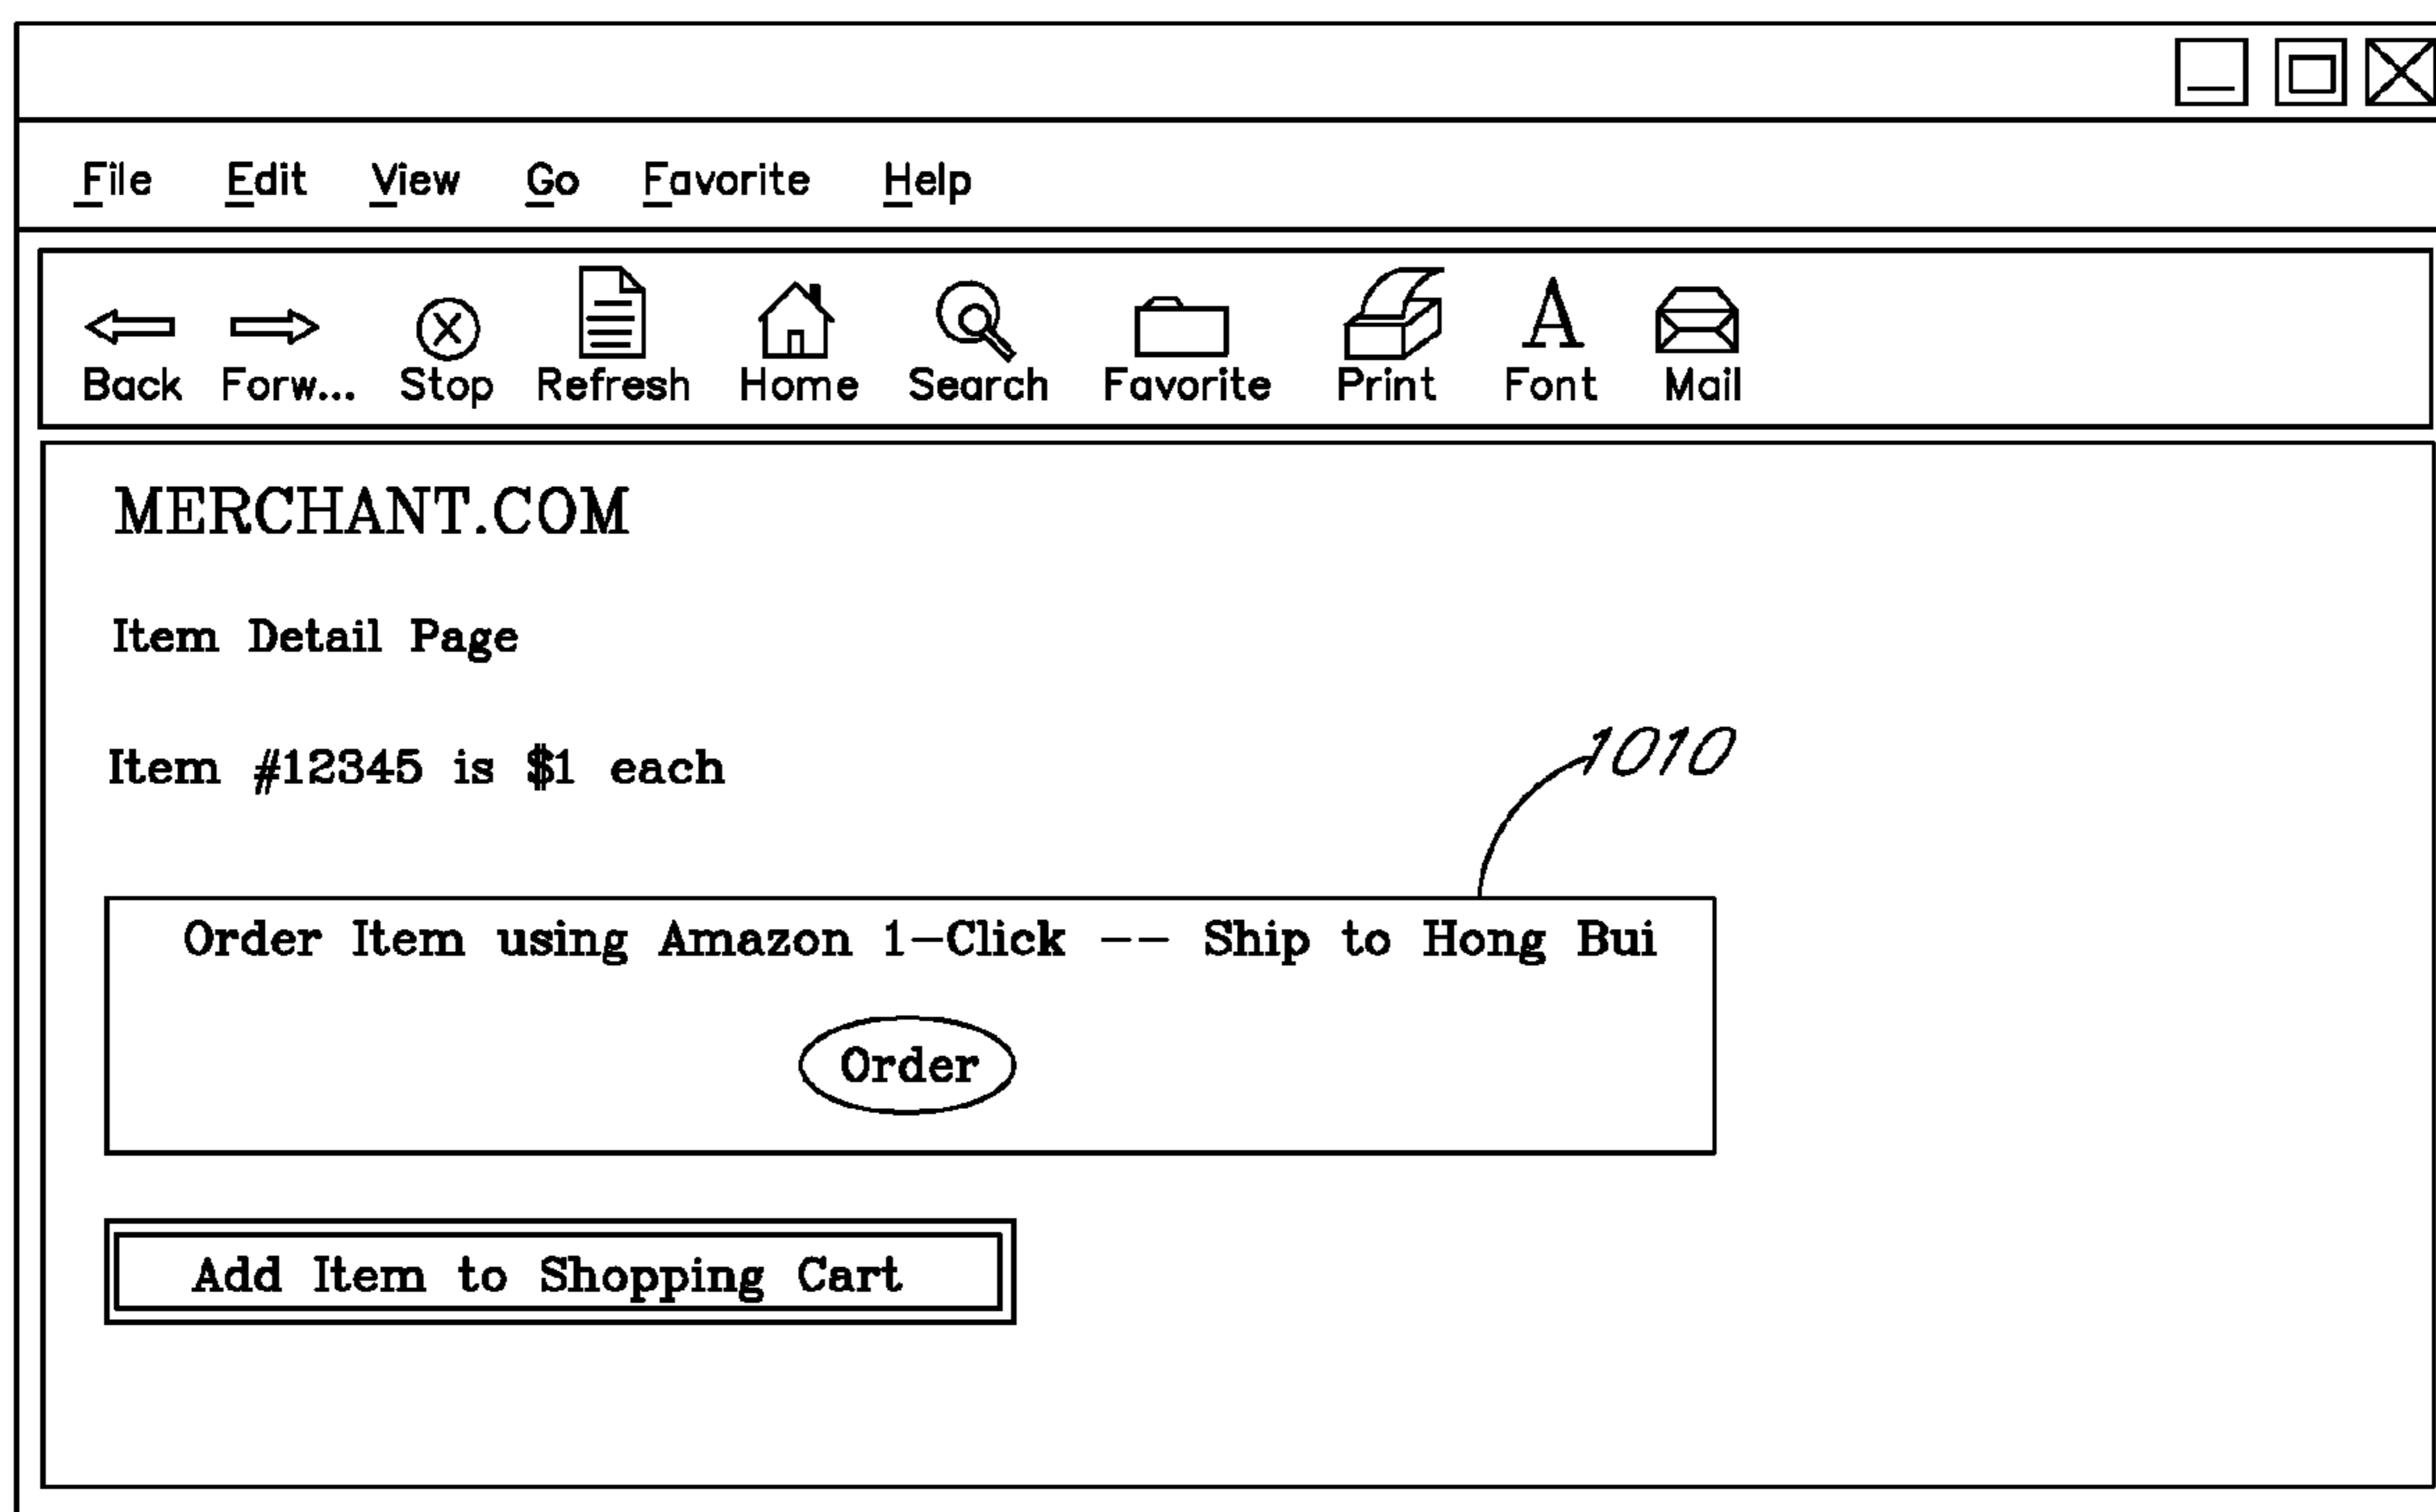 File Edit View Go Favorite Help
Back Forw... Stop Refresh Home Search Favorite Print Font Mail
MERCHANT.COM
Item Detail Page
Item #12345 is $1 each
1010
Order Item using Amazon 1-Click -- Ship to Hong Bui
Order
Add Item to Shopping Cart